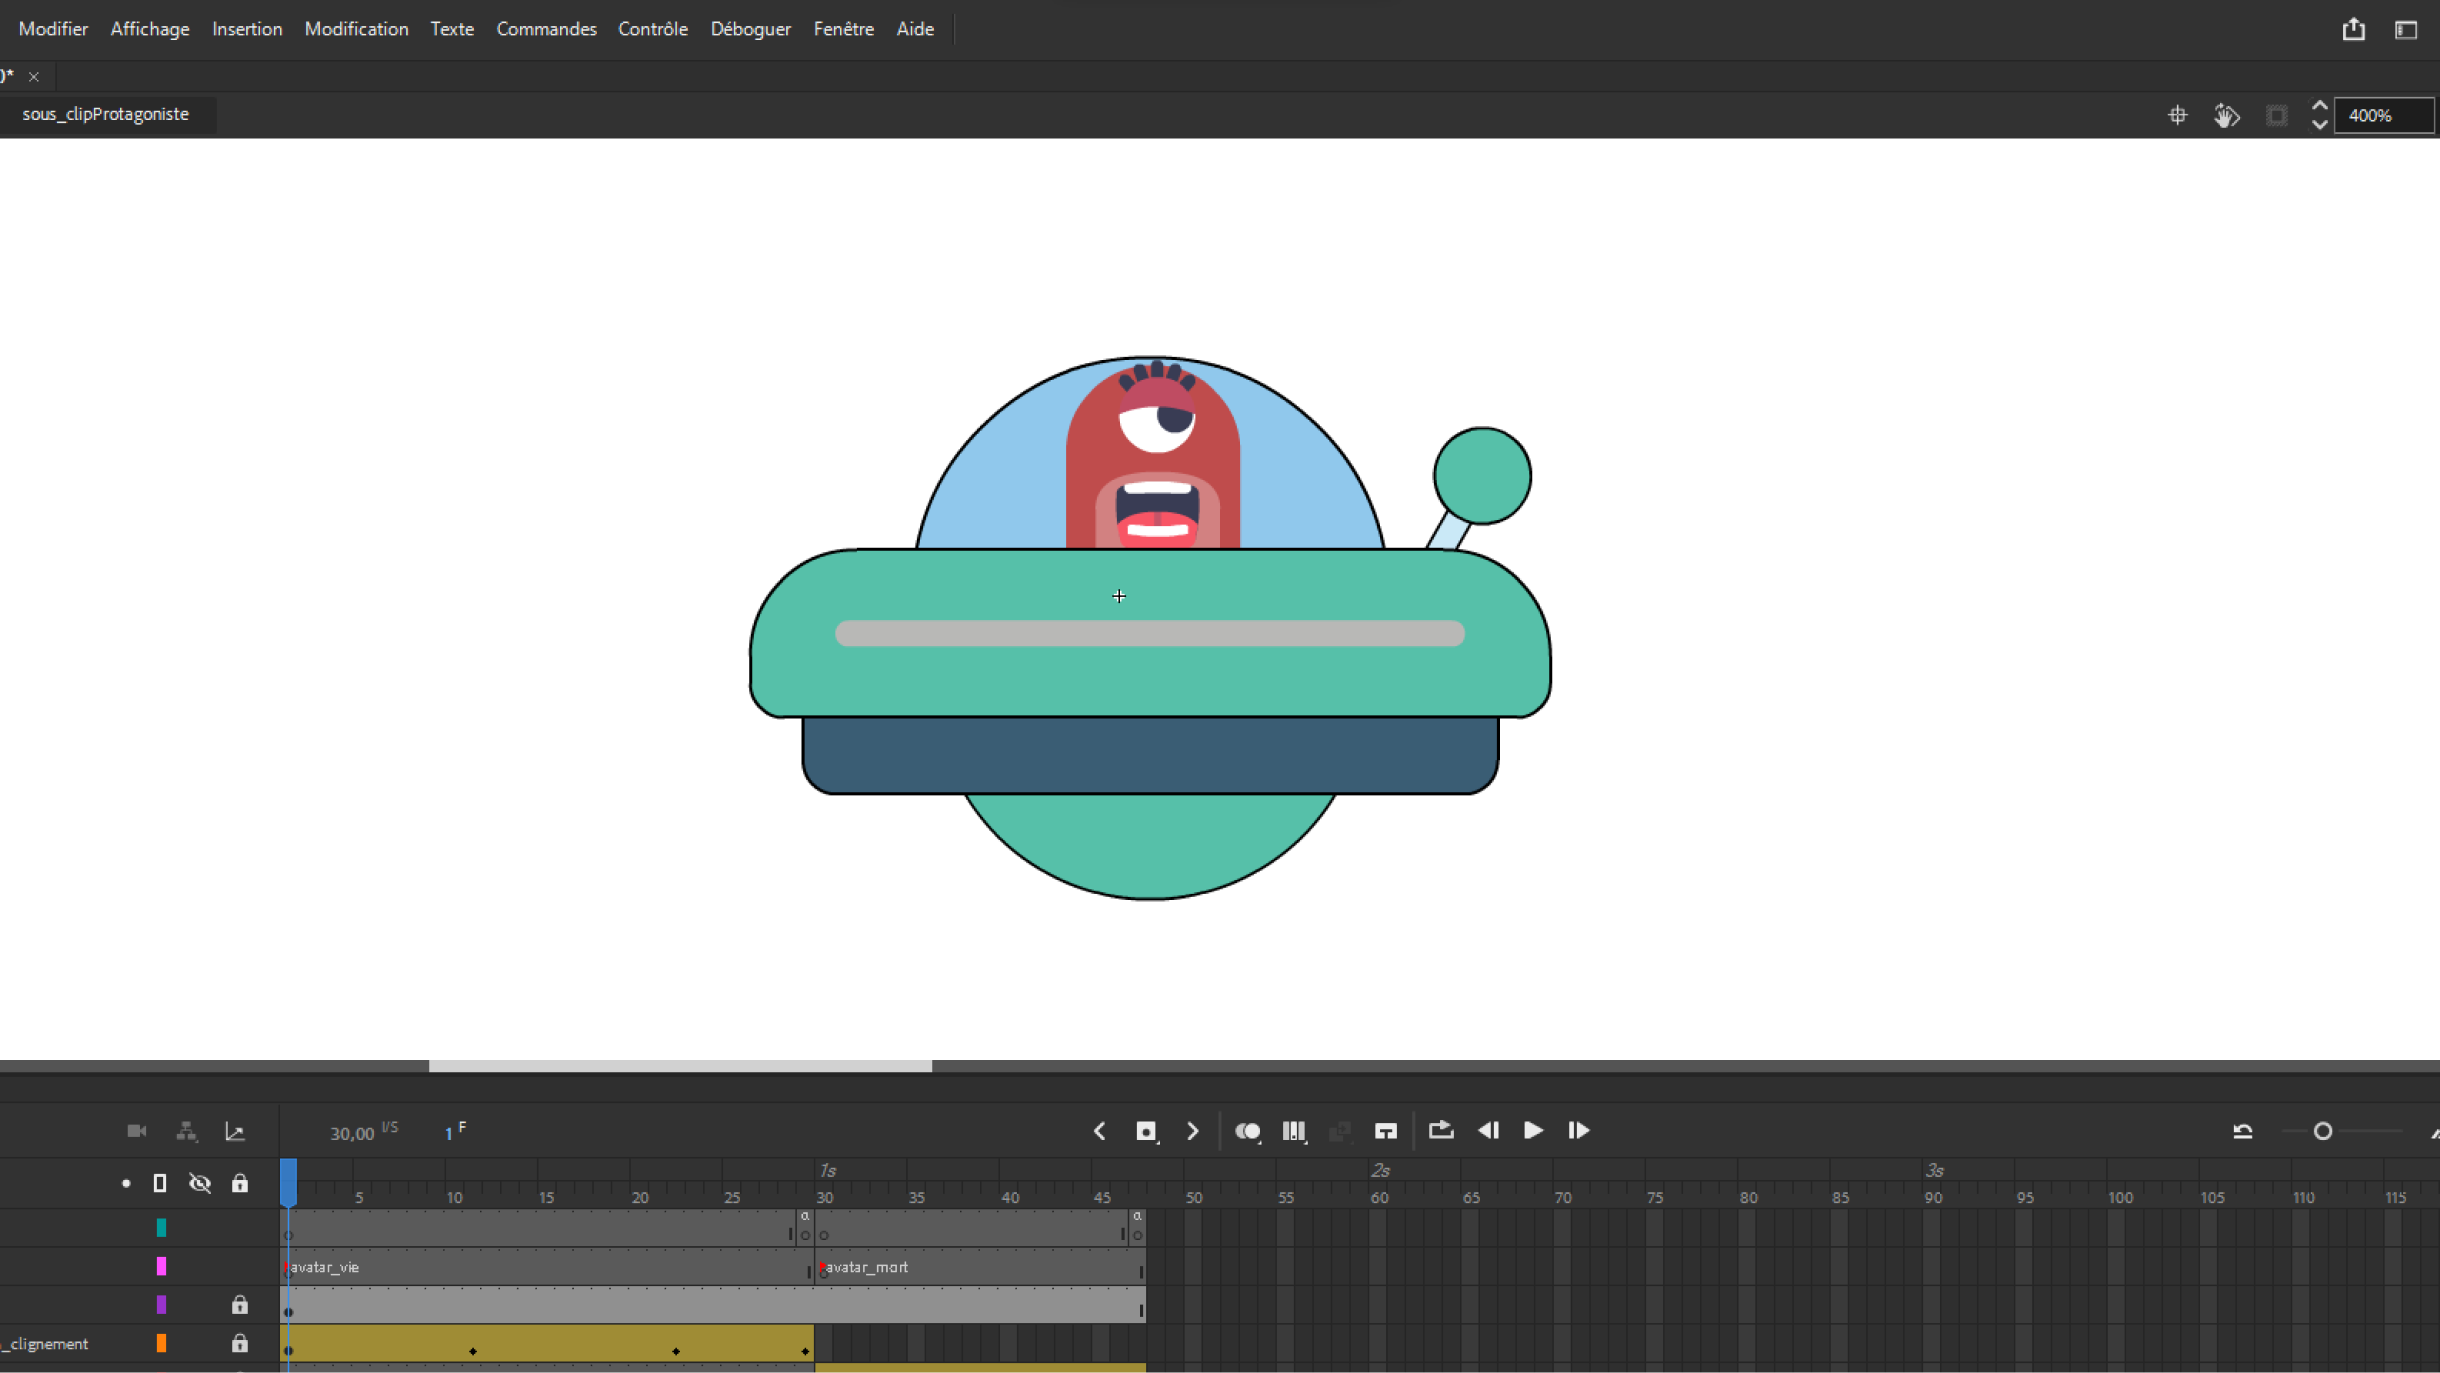 Modifier Affichage Insertion Modification Texte Commandes Contrôle Déboguer Fenêtre Aide
)*
sous_clipProtagoniste 400%
30,00 I/S 1 F
1s 2s 3s
5 10 15 20 25 30 35 40 45 50 55 60 65 70 75 80 85 90 95 100 105 110 115
a a
avatar_vie avatar_mort
_clignement